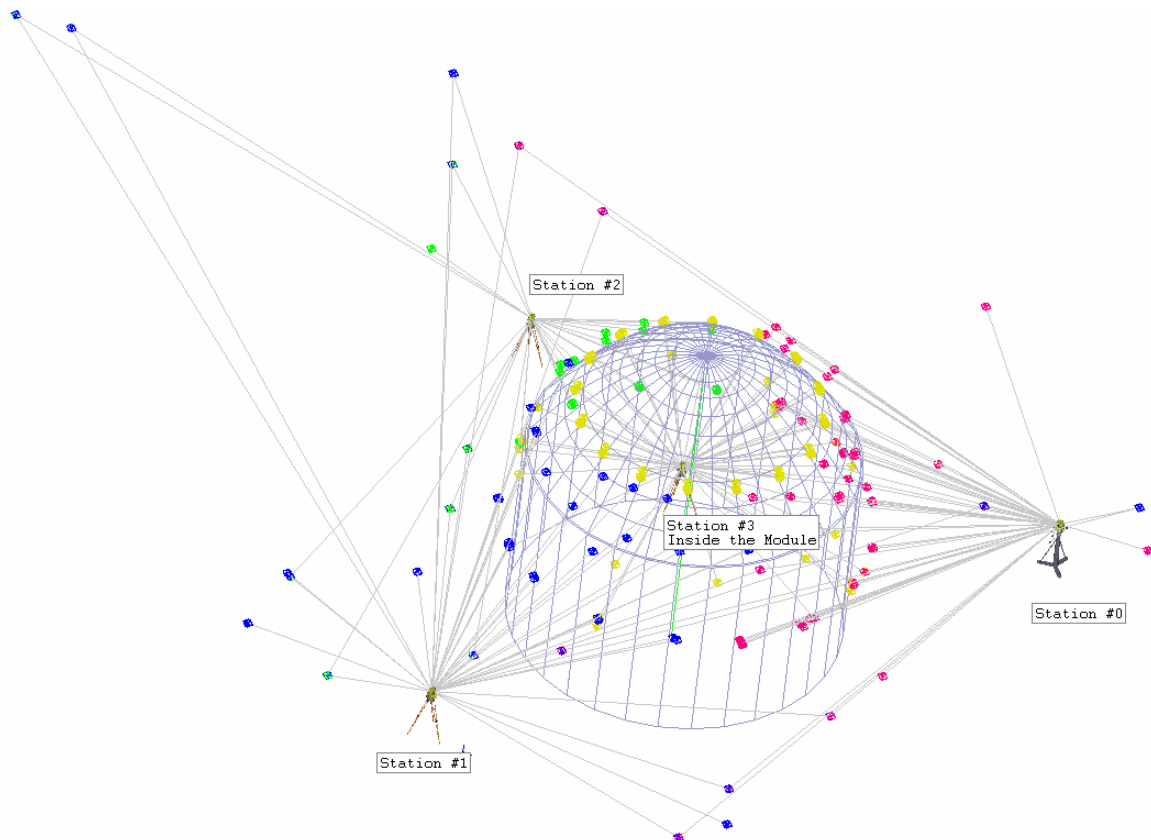 Station #2
Station #3
Inside the Module
Station #0
Station #1